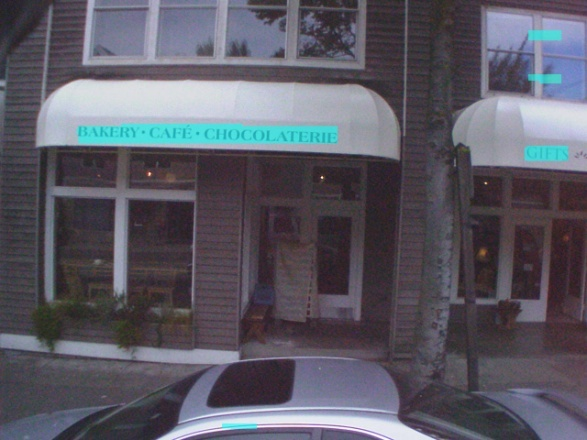 BAKERY • CAFÉ • CHOCOLATERIE
GIFTS